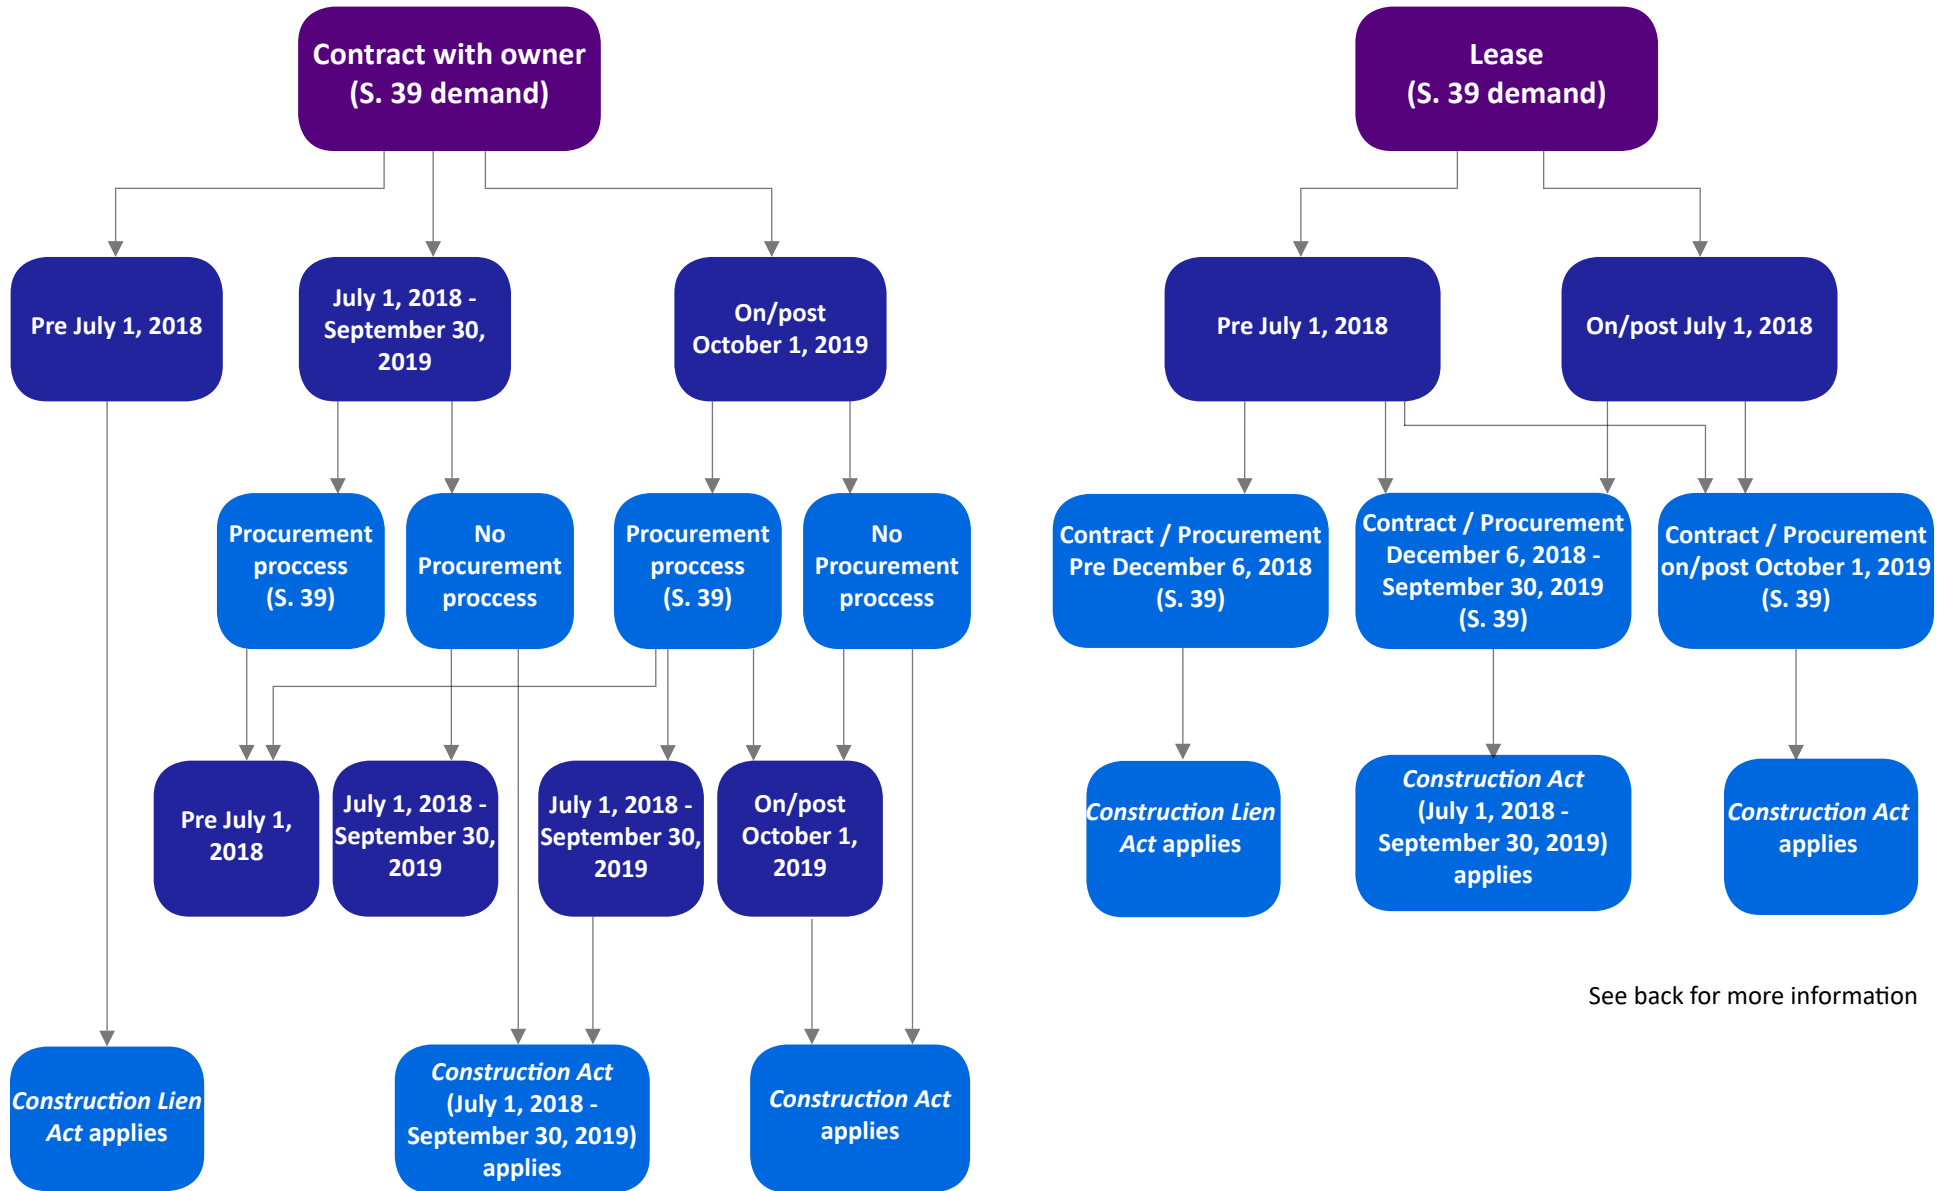 Contract with owner
(S. 39 demand)
Lease
(S. 39 demand)
Pre July 1, 2018
July 1, 2018 -
September 30,
2019
On/post
October 1, 2019
Pre July 1, 2018
On/post July 1, 2018
Procurement
proccess
(S. 39)
No
Procurement
proccess
Procurement
proccess
(S. 39)
No
Procurement
proccess
Contract / Procurement
Pre December 6, 2018
(S. 39)
Contract / Procurement
December 6, 2018 -
September 30, 2019
(S. 39)
Contract / Procurement
on/post October 1, 2019
(S. 39)
Pre July 1,
2018
July 1, 2018 -
September 30,
2019
July 1, 2018 -
September 30,
2019
On/post
October 1,
2019
Construction Lien
Act applies
Construction Act
(July 1, 2018 -
September 30, 2019)
applies
Construction Act
applies
See back for more information
Construction Lien
Act applies
Construction Act
(July 1, 2018 -
September 30, 2019)
applies
Construction Act
applies